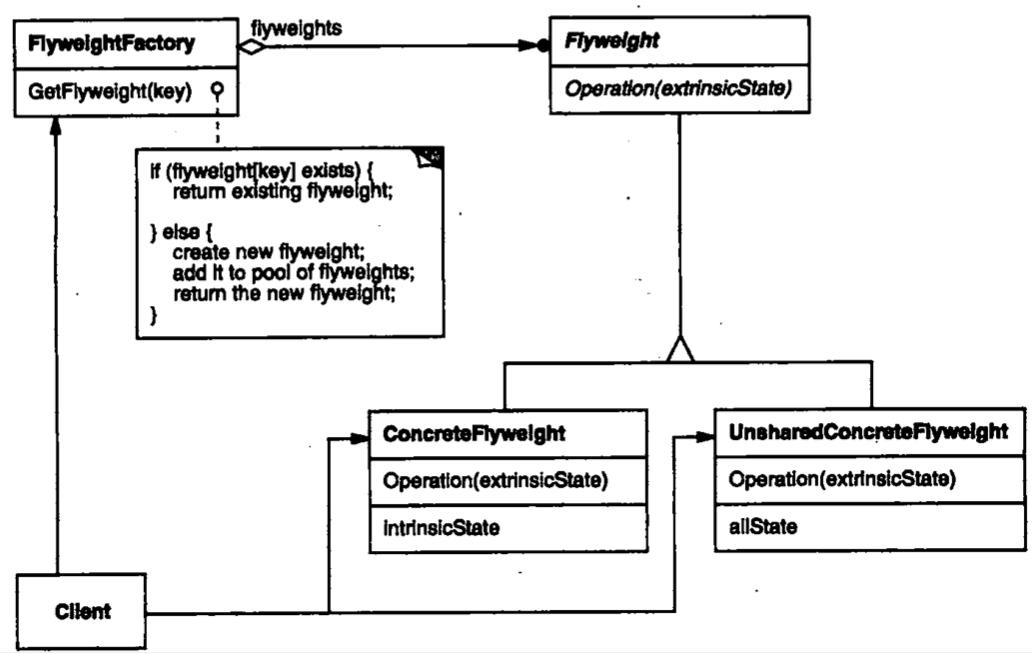 FlyweightFactory
flyweights
Flyweight
GetFlyweight(key)
Operation(extrinsicState)
if (flyweight[key] exists) {
return existing flyweight;
} else {
create new flyweight;
add it to pool of flyweights;
return the new flyweight;
}
ConcreteFlyweight
Operation(extrinsicState)
intrinsicState
UnsharedConcreteFlyweight
Operation(extrinsicState)
allState
Client